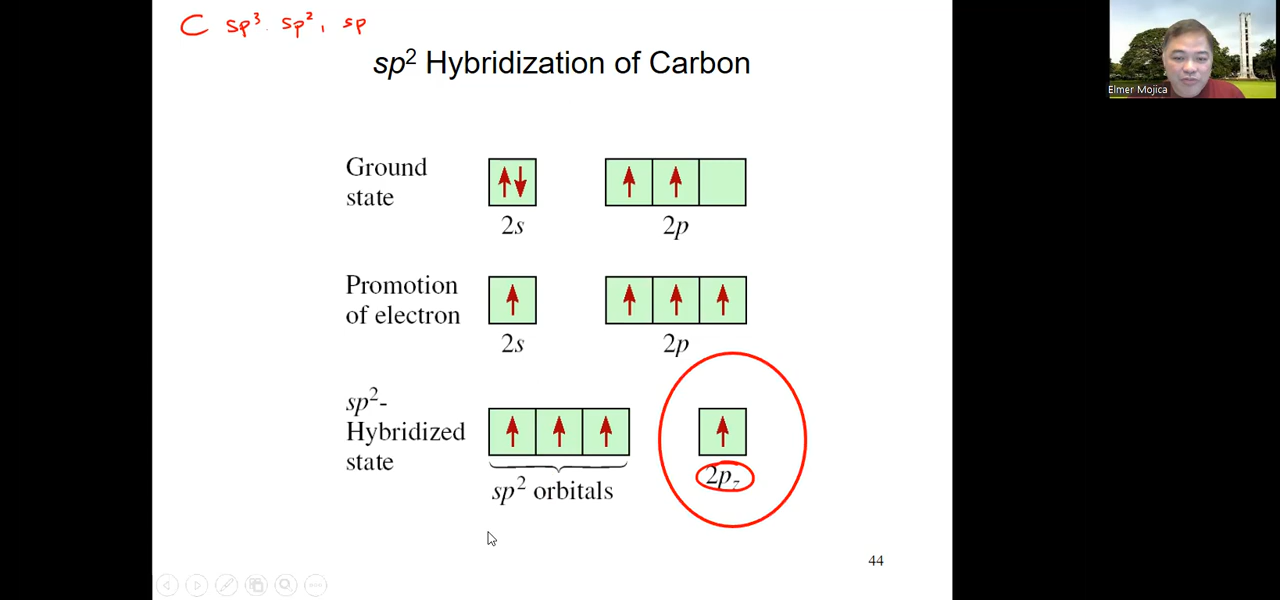 C sp³. sp², sp
Elmer Mojica
sp² Hybridization of Carbon
Ground
state
2s
2p
Promotion
of electron
2s
2p
sp²-
Hybridized
state
sp² orbitals
2pz
44